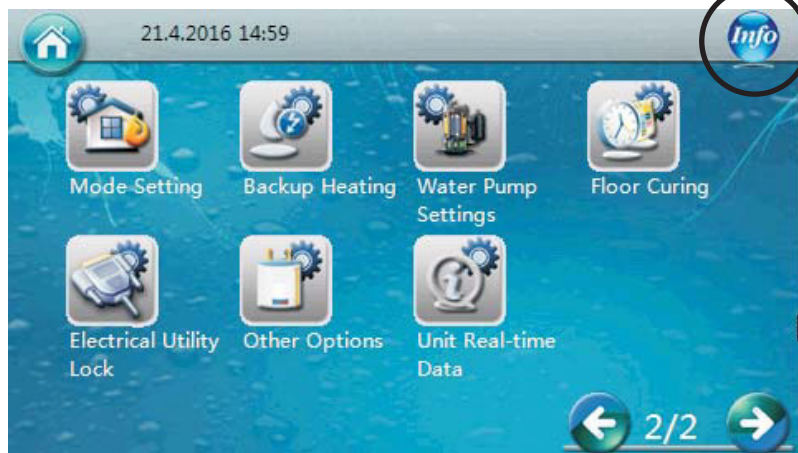 21.4.2016 14:59
Info
Mode Setting
Backup Heating
Water Pump
Settings
Floor Curing
Electrical Utility
Lock
Other Options
Unit Real-time
Data
2/2